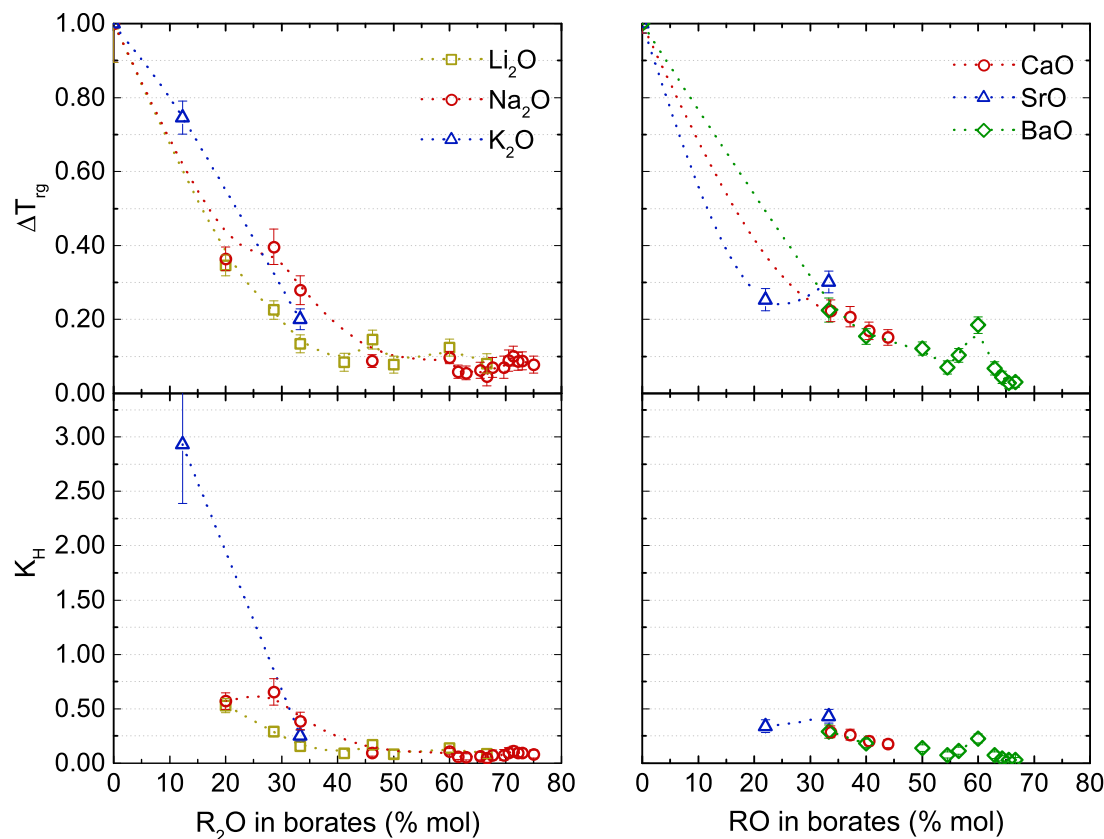 1.00
0.80
0.60
0.40
0.20
0.00
ΔT_rg
Li₂O
Na₂O
K₂O
CaO
SrO
BaO
3.00
2.50
2.00
1.50
1.00
0.50
0.00
K_H
0 10 20 30 40 50 60 70 80
R₂O in borates (% mol)
0 10 20 30 40 50 60 70 80
RO in borates (% mol)